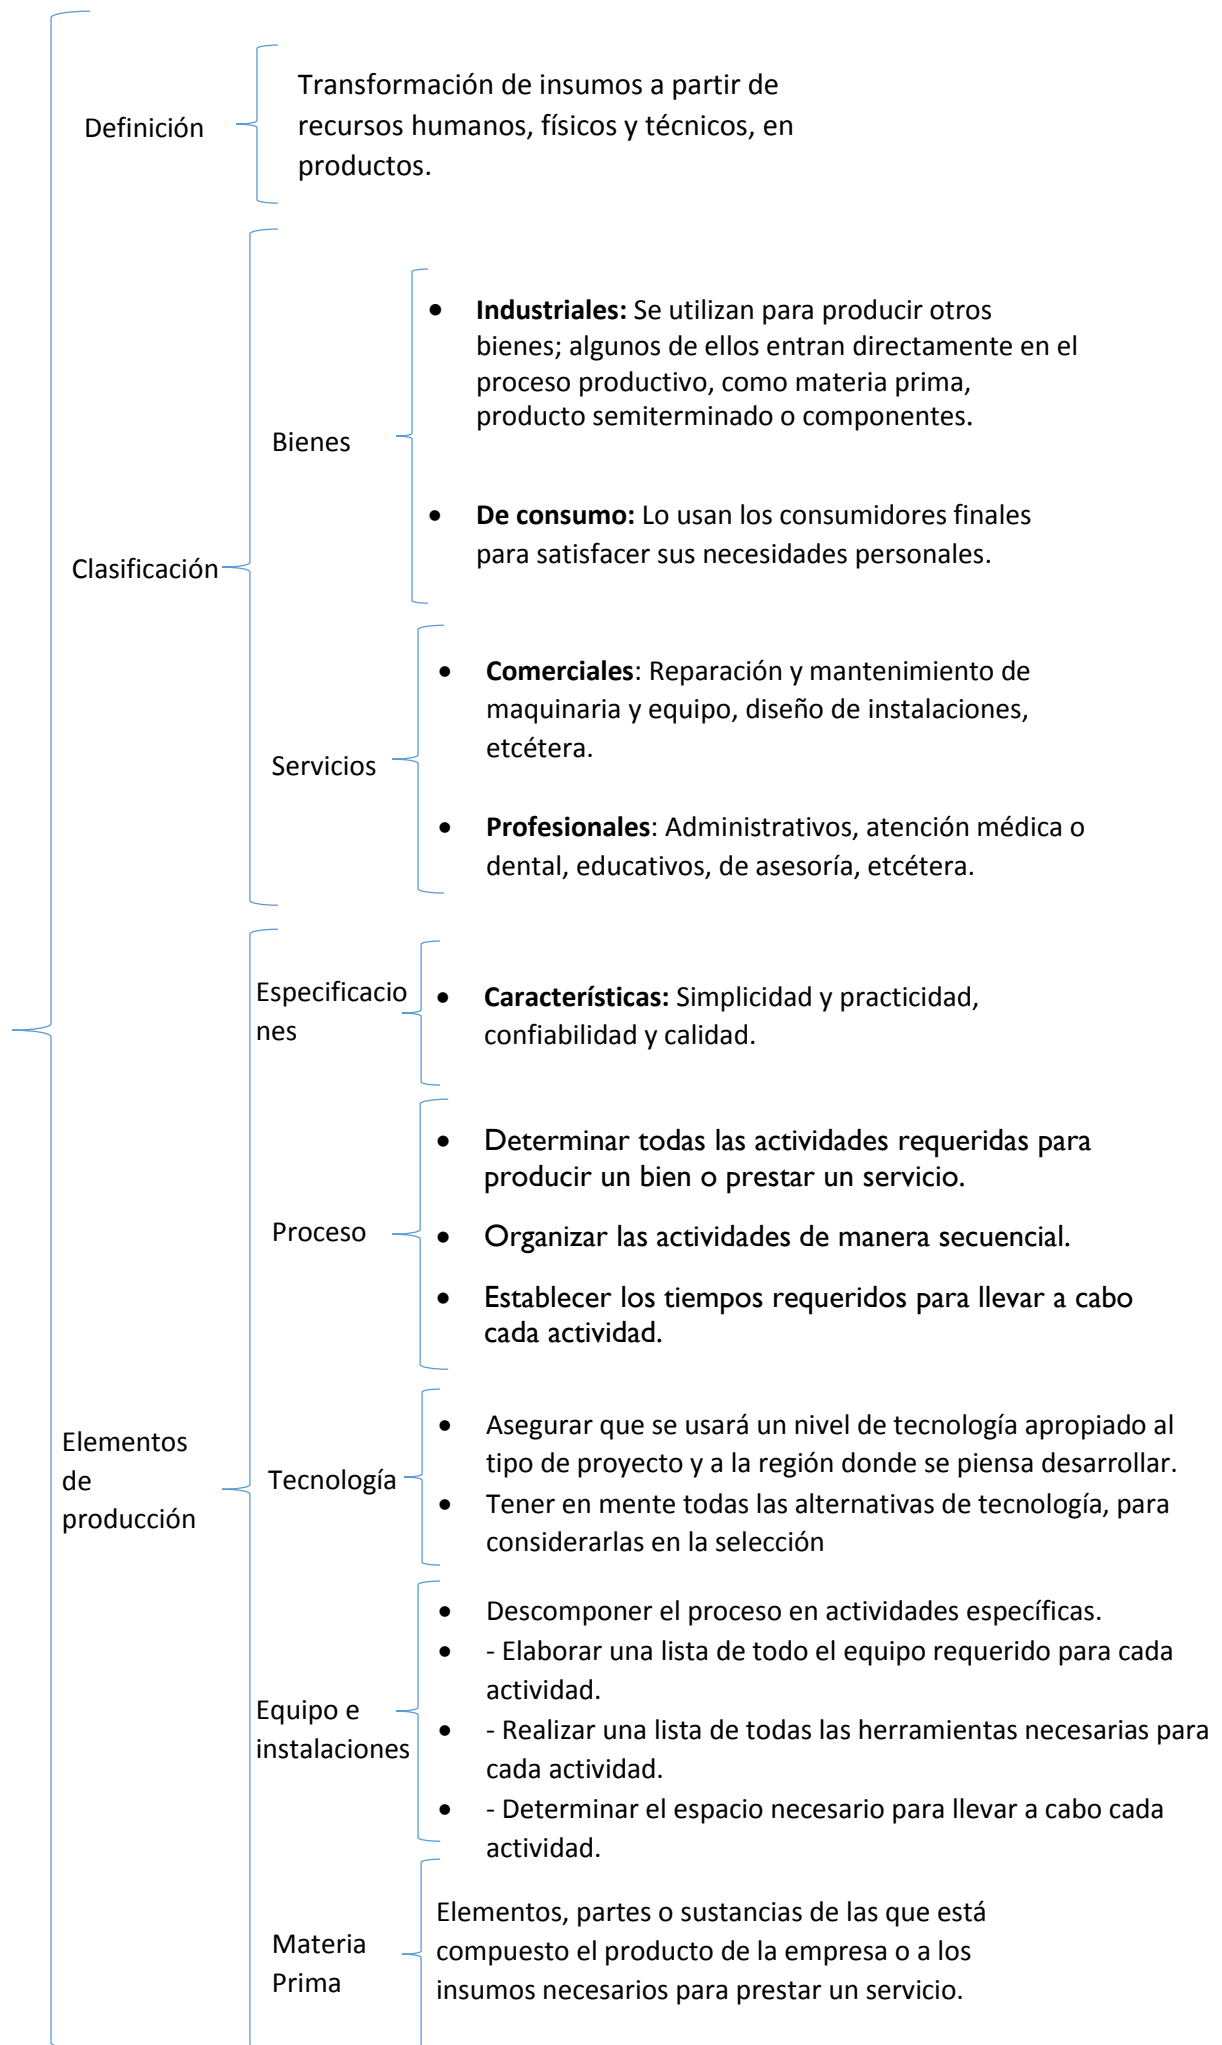 Definición
Transformación de insumos a partir de
recursos humanos, físicos y técnicos, en
productos.
Clasificación
Bienes
• Industriales: Se utilizan para producir otros
bienes; algunos de ellos entran directamente en el
proceso productivo, como materia prima,
producto semiterminado o componentes.
• De consumo: Lo usan los consumidores finales
para satisfacer sus necesidades personales.
Servicios
• Comerciales: Reparación y mantenimiento de
maquinaria y equipo, diseño de instalaciones,
etcétera.
• Profesionales: Administrativos, atención médica o
dental, educativos, de asesoría, etcétera.
Elementos
de
producción
Especificacio
nes
• Características: Simplicidad y practicidad,
confiabilidad y calidad.
Proceso
• Determinar todas las actividades requeridas para
producir un bien o prestar un servicio.
• Organizar las actividades de manera secuencial.
• Establecer los tiempos requeridos para llevar a cabo
cada actividad.
Tecnología
• Asegurar que se usará un nivel de tecnología apropiado al
tipo de proyecto y a la región donde se piensa desarrollar.
• Tener en mente todas las alternativas de tecnología, para
considerarlas en la selección
Equipo e
instalaciones
• Descomponer el proceso en actividades específicas.
• - Elaborar una lista de todo el equipo requerido para cada
actividad.
• - Realizar una lista de todas las herramientas necesarias para
cada actividad.
• - Determinar el espacio necesario para llevar a cabo cada
actividad.
Materia
Prima
Elementos, partes o sustancias de las que está
compuesto el producto de la empresa o a los
insumos necesarios para prestar un servicio.